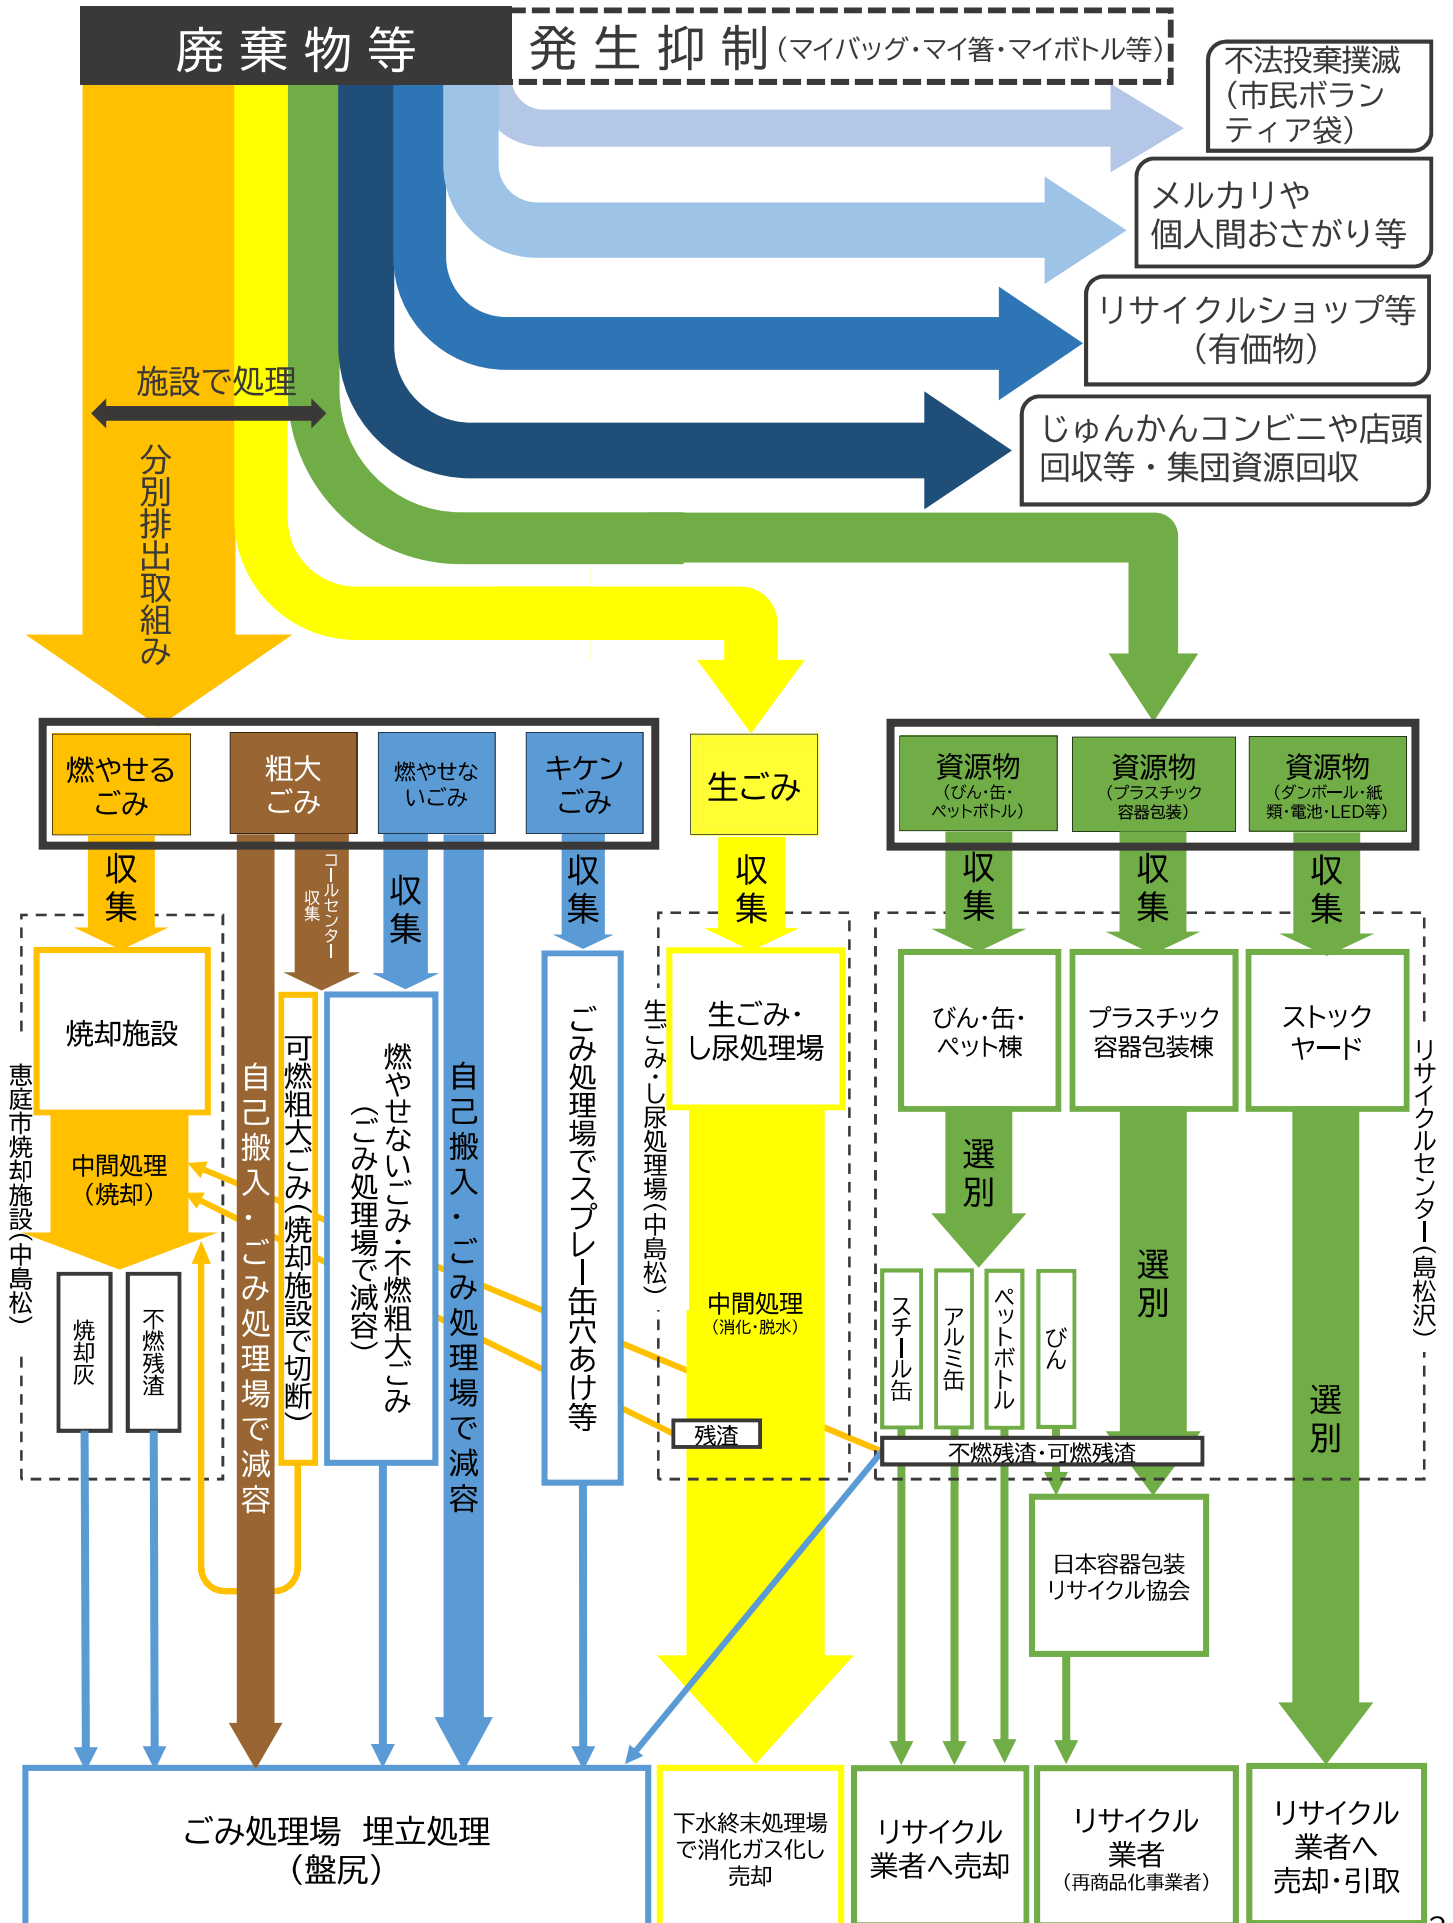 廃棄物等
発生抑制(マイバッグ・マイ箸・マイボトル等)
不法投棄撲滅
(市民ボラン
ティア袋)
メルカリや
個人間おさがり等
リサイクルショップ等
(有価物)
じゅんかんコンビニや店頭
回収等・集団資源回収
施設で処理
分別排出取組み
燃やせる
ごみ
粗大
ごみ
燃やせな
いごみ
キケン
ごみ
生ごみ
資源物
(びん・缶・
ペットボトル)
資源物
(プラスチック
容器包装)
資源物
(ダンボール・紙
類・電池・LED等)
収集
コールセンター
収集
収集
収集
収集
収集
収集
収集
恵庭市焼却施設(中島松)
焼却施設
中間処理
(焼却)
焼却灰
不燃残渣
自己搬入・ごみ処理場で減容
可燃粗大ごみ(焼却施設で切断)
燃やせないごみ・不燃粗大ごみ
(ごみ処理場で減容)
自己搬入・ごみ処理場で減容
ごみ処理場でスプレー缶穴あけ等
生ごみ・し尿処理場(中島松)
生ごみ・
し尿処理場
中間処理
(消化・脱水)
残渣
びん・缶・
ペット棟
プラスチック
容器包装棟
ストック
ヤード
リサイクルセンター(島松沢)
選別
選別
選別
スチール缶
アルミ缶
ペットボトル
びん
不燃残渣・可燃残渣
日本容器包装
リサイクル協会
ごみ処理場 埋立処理
(盤尻)
下水終末処理場
で消化ガス化し
売却
リサイクル
業者へ売却
リサイクル
業者
(再商品化事業者)
リサイクル
業者へ
売却・引取